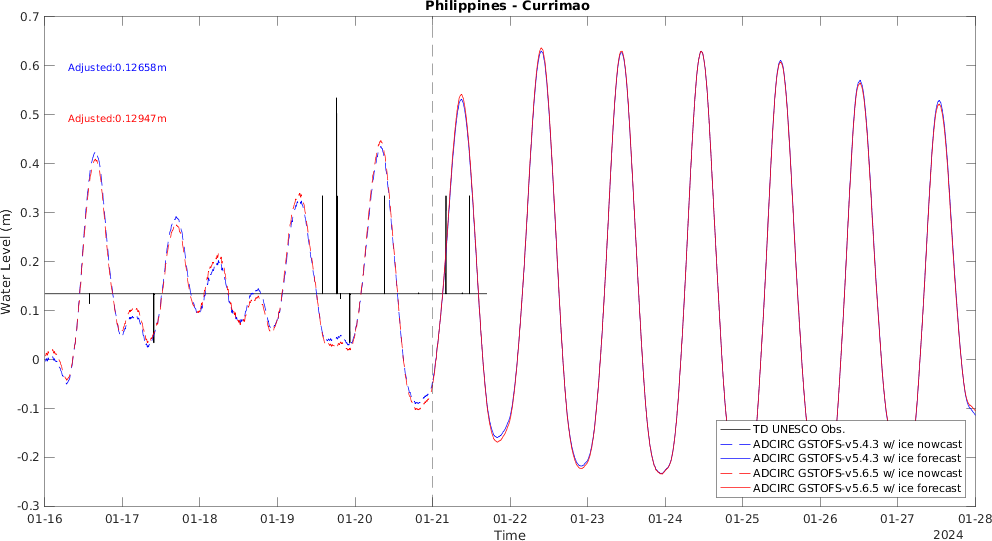 Philippines - Currimao
0.7
0.6
0.5
0.4
0.3
0.2
0.1
0
-0.1
-0.2
-0.3
Water Level (m)
Adjusted:0.12658m
Adjusted:0.12947m
TD UNESCO Obs.
ADCIRC GSTOFS-v5.4.3 w/ ice nowcast
ADCIRC GSTOFS-v5.4.3 w/ ice forecast
ADCIRC GSTOFS-v5.6.5 w/ ice nowcast
ADCIRC GSTOFS-v5.6.5 w/ ice forecast
01-16 01-17 01-18 01-19 01-20 01-21 01-22 01-23 01-24 01-25 01-26 01-27 01-28
Time
2024